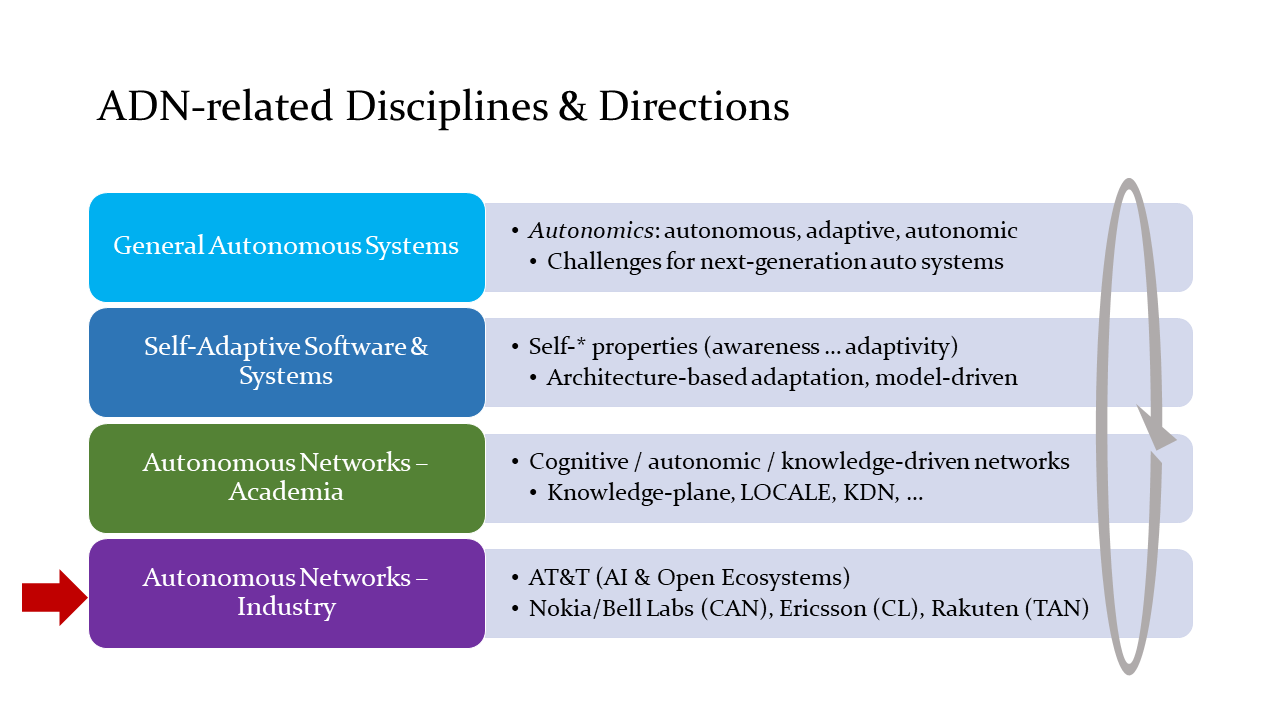 ADN-related Disciplines & Directions
General Autonomous Systems
• Autonomics: autonomous, adaptive, autonomic
• Challenges for next-generation auto systems
Self-Adaptive Software &
Systems
• Self-* properties (awareness ... adaptivity)
• Architecture-based adaptation, model-driven
Autonomous Networks –
Academia
• Cognitive / autonomic / knowledge-driven networks
• Knowledge-plane, LOCALE, KDN, ...
Autonomous Networks –
Industry
• AT&T (AI & Open Ecosystems)
• Nokia/Bell Labs (CAN), Ericsson (CL), Rakuten (TAN)